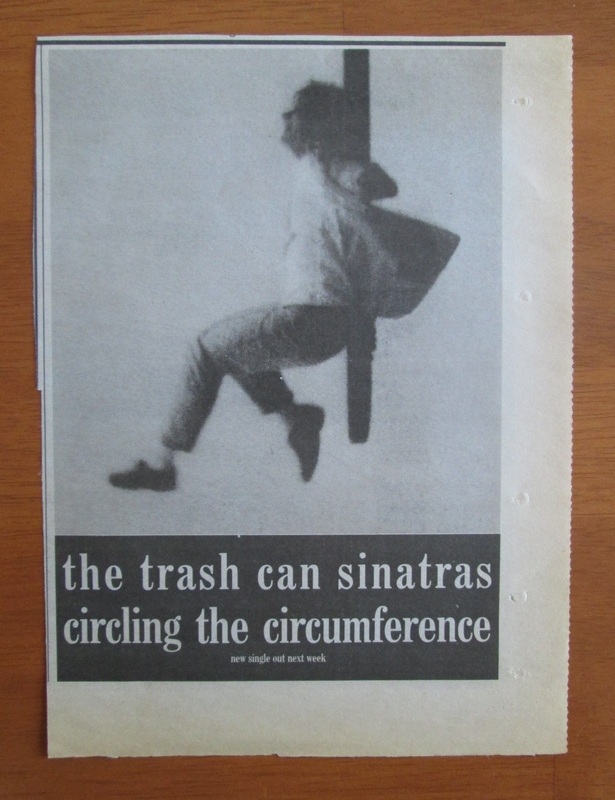 the trash can sinatras
circling the circumference
new single out next week